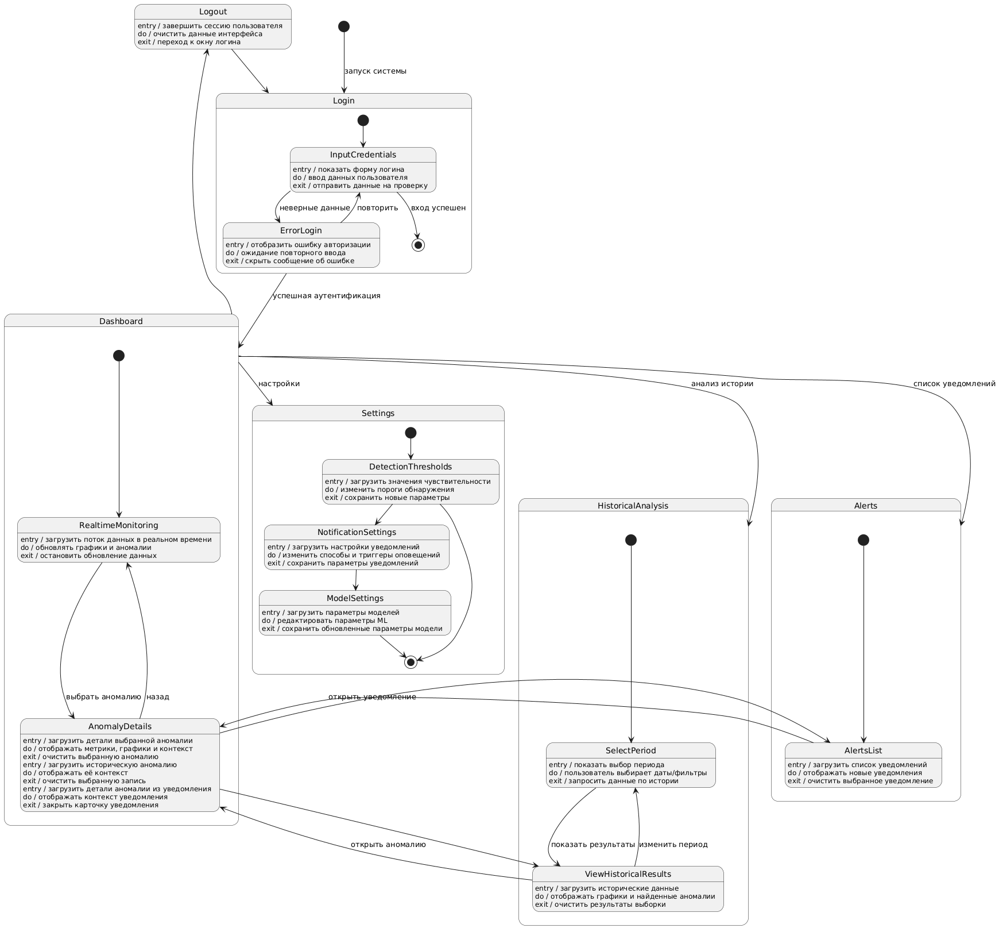 Logout
entry / завершить сессию пользователя
do / очистить данные интерфейса
exit / переход к окну логина
запуск системы
Login
InputCredentials
entry / показать форму логина
do / ввод данных пользователя
exit / отправить данные на проверку
неверные данные
повторить
вход успешен
ErrorLogin
entry / отобразить ошибку авторизации
do / ожидание повторного ввода
exit / скрыть сообщение об ошибке
успешная аутентификация
Dashboard
настройки
анализ истории
список уведомлений
Settings
DetectionThresholds
entry / загрузить значения чувствительности
do / изменить пороги обнаружения
exit / сохранить новые параметры
NotificationSettings
entry / загрузить настройки уведомлений
do / изменить способы и триггеры оповещений
exit / сохранить параметры уведомлений
ModelSettings
entry / загрузить параметры моделей
do / редактировать параметры ML
exit / сохранить обновленные параметры модели
RealtimeMonitoring
entry / загрузить поток данных в реальном времени
do / обновлять графики и аномалии
exit / остановить обновление данных
выбрать аномалию
назад
открыть уведомление
AnomalyDetails
entry / загрузить детали выбранной аномалии
do / отображать метрики, графики и контекст
exit / очистить выбранную аномалию
entry / загрузить историческую аномалию
do / отображать её контекст
exit / очистить выбранную запись
entry / загрузить детали аномалии из уведомления
do / отображать контекст уведомления
exit / закрыть карточку уведомления
открыть аномалию
HistoricalAnalysis
SelectPeriod
entry / показать выбор периода
do / пользователь выбирает даты/фильтры
exit / запросить данные по истории
показать результаты
изменить период
ViewHistoricalResults
entry / загрузить исторические данные
do / отображать графики и найденные аномалии
exit / очистить результаты выборки
Alerts
AlertsList
entry / загрузить список уведомлений
do / отображать новые уведомления
exit / очистить выбранное уведомление